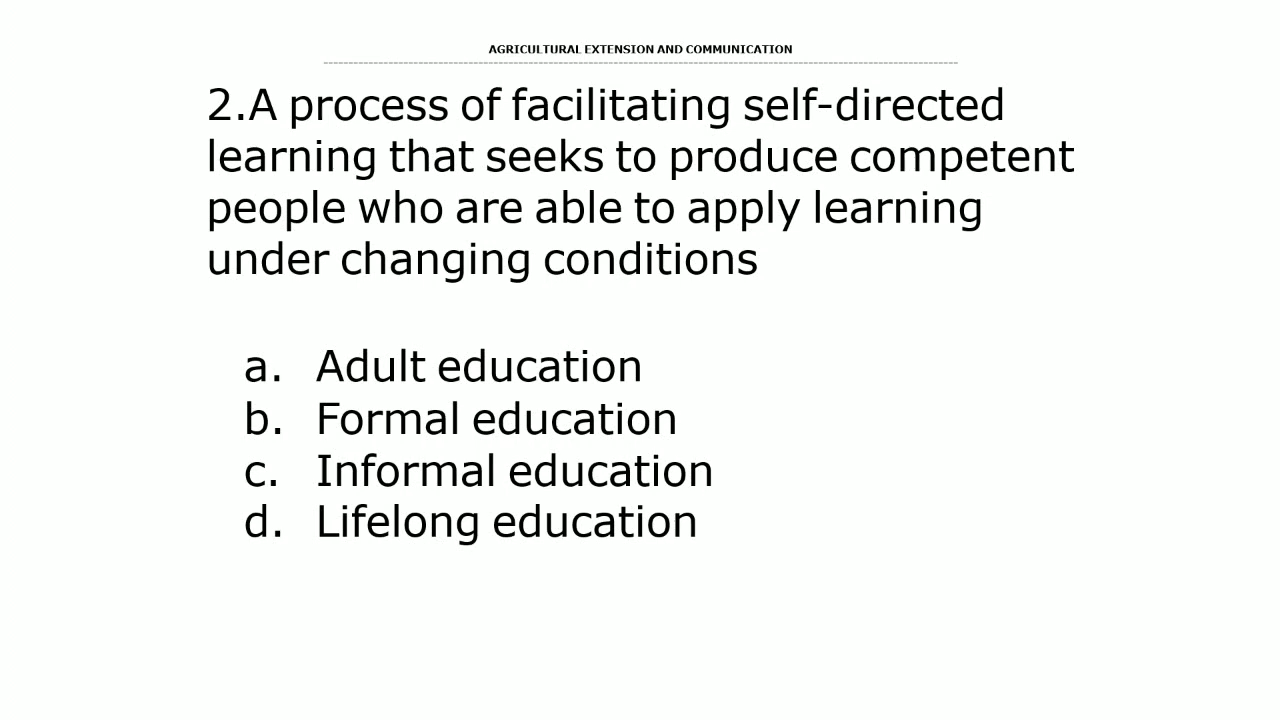 AGRICULTURAL EXTENSION AND COMMUNICATION
2.A process of facilitating self-directed
learning that seeks to produce competent
people who are able to apply learning
under changing conditions
a. Adult education
b. Formal education
c. Informal education
d. Lifelong education